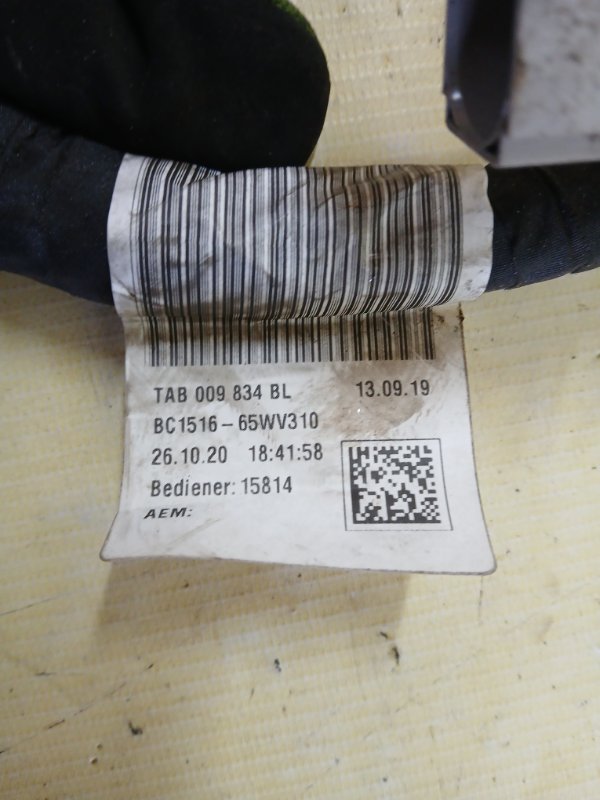 TAB 009 834 BL 13.09.19
BC1516-65WV310
26.10.20 18:41:58
Bediener: 15814
AEM: